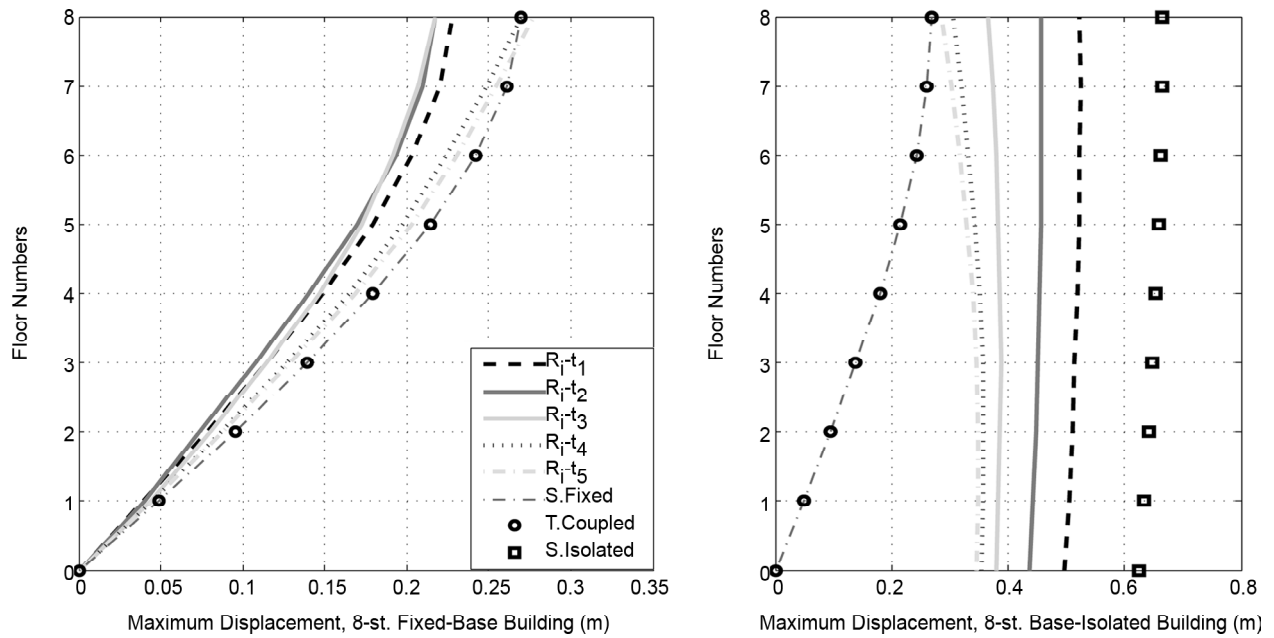 8
7
6
5
4
3
2
1
0
Floor Numbers
0
0.05
0.1
0.15
0.2
0.25
0.3
0.35
Maximum Displacement, 8-st. Fixed-Base Building (m)
Ri-t1
Ri-t2
Ri-t3
Ri-t4
Ri-t5
S.Fixed
T.Coupled
S.Isolated
8
7
6
5
4
3
2
1
0
Floor Numbers
0
0.2
0.4
0.6
0.8
Maximum Displacement, 8-st. Base-Isolated Building (m)